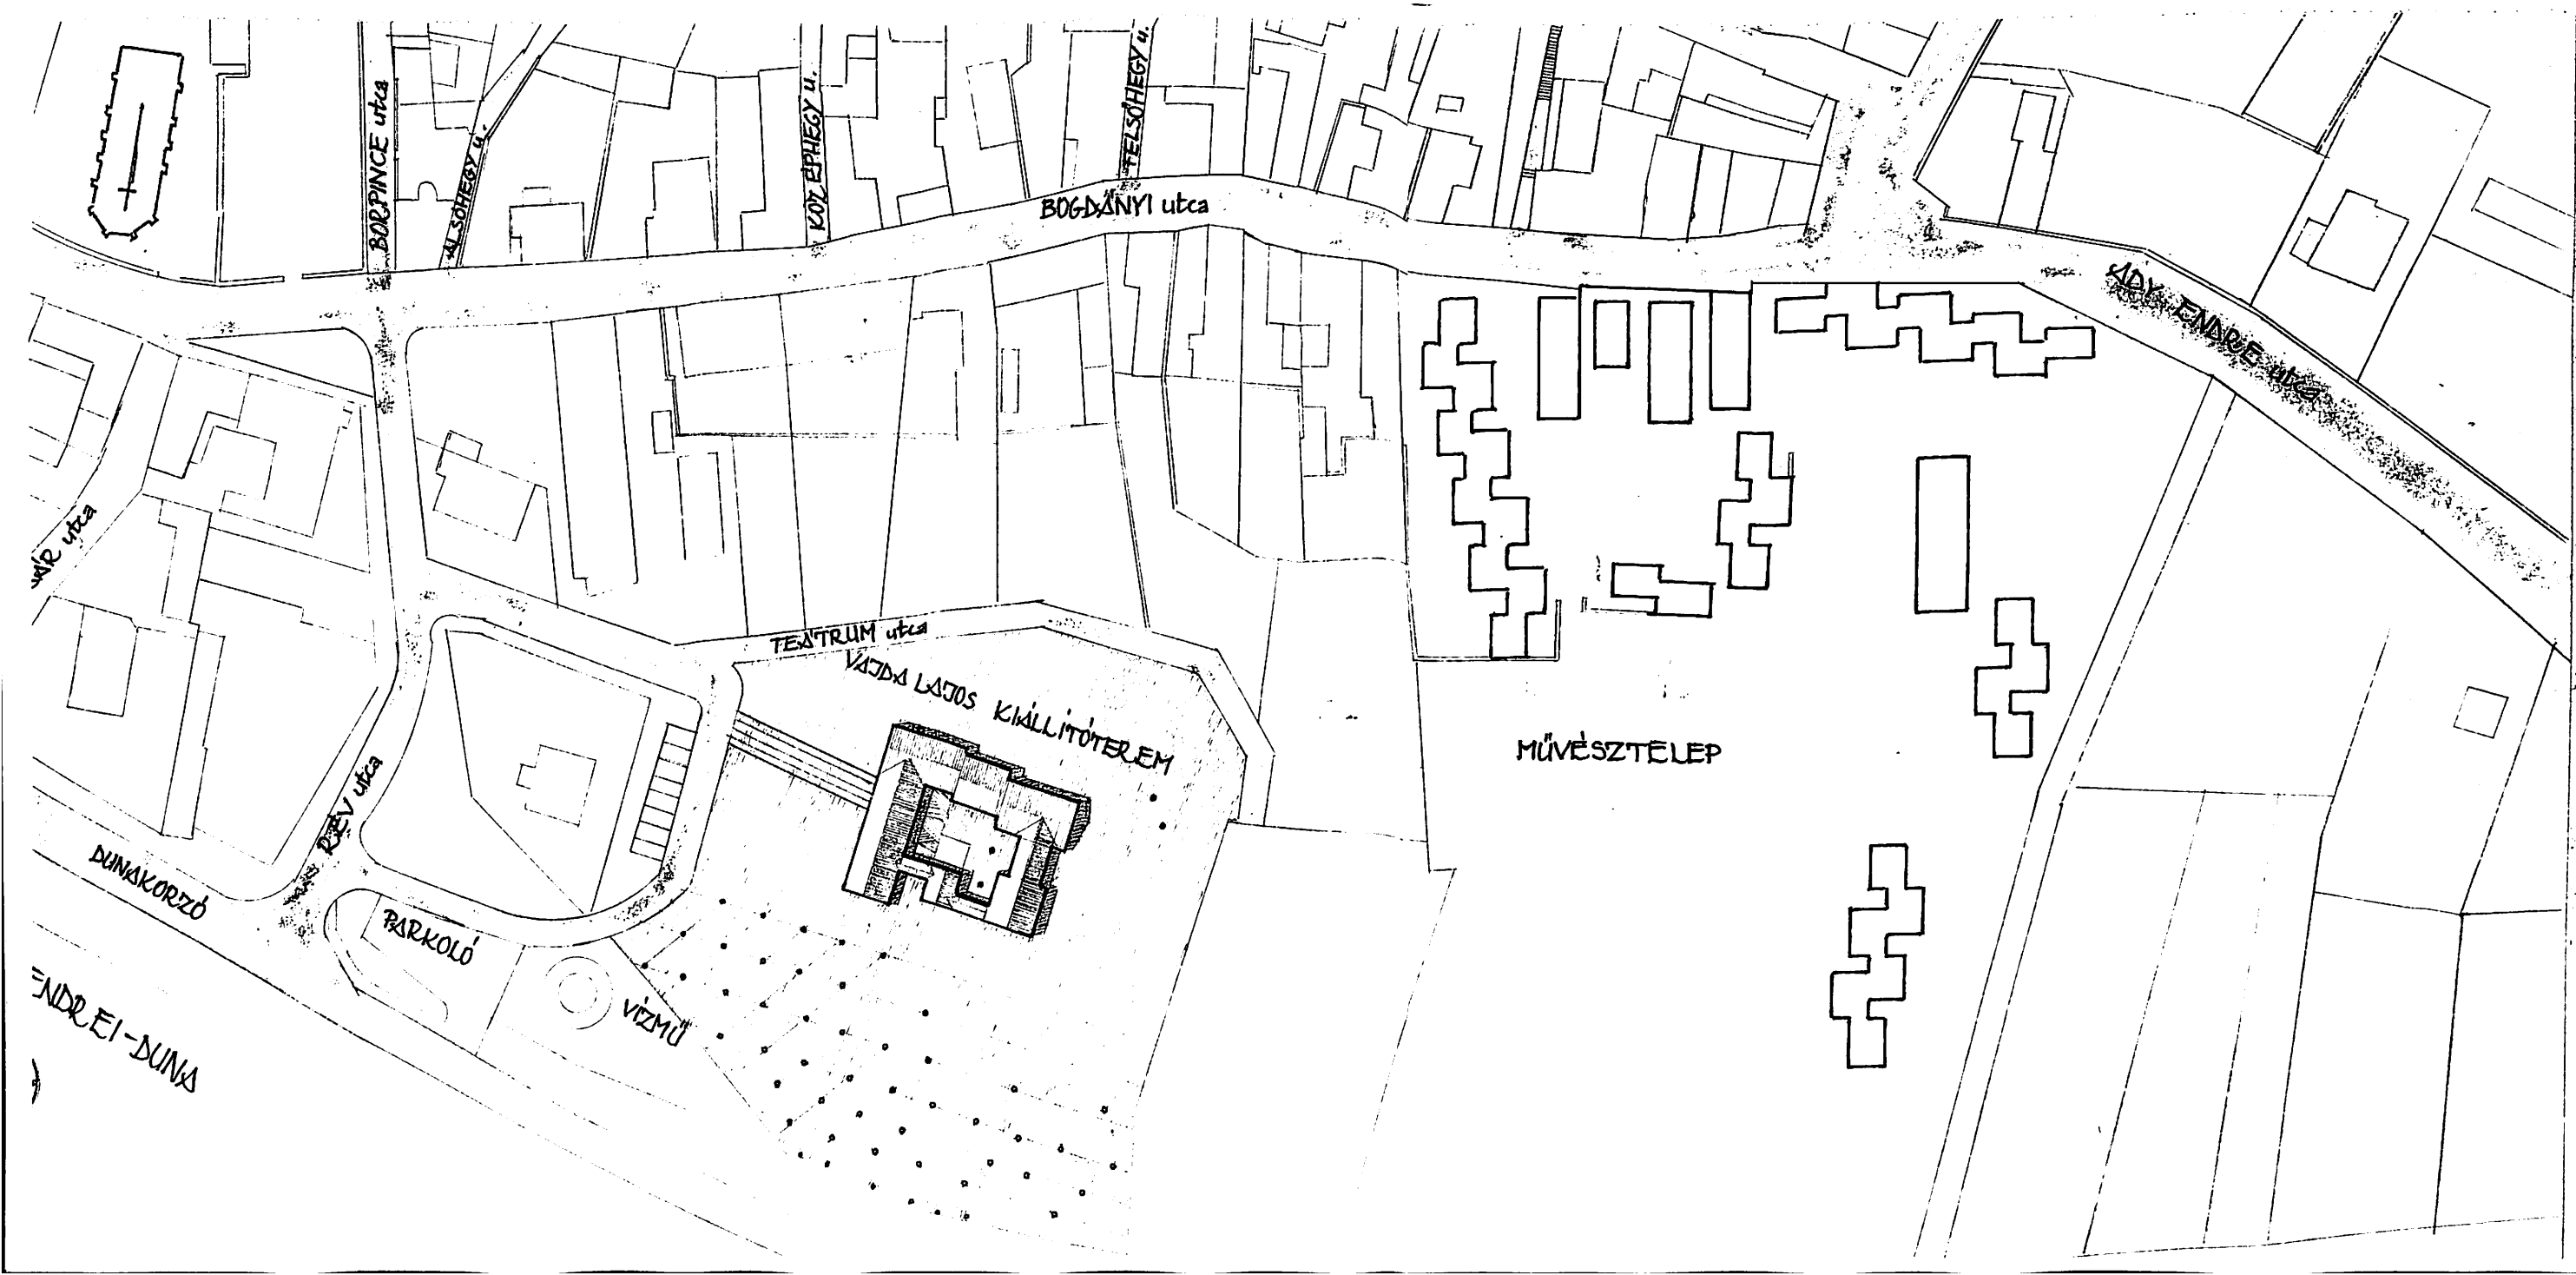 BORPINCE utca
ALSÓHEGY u.
KÖZÉPHEGY u.
FELSŐHEGY u.
BOGDÁNYI utca
ADY ENDRE utca
VÁR utca
TEÁTRUM utca
VAJDA LAJOS KIÁLLÍTÓTEREM
MŰVÉSZTELEP
RÉV utca
DUNAKORZÓ
PARKOLÓ
VÍZMŰ
ENDREI-DUNA